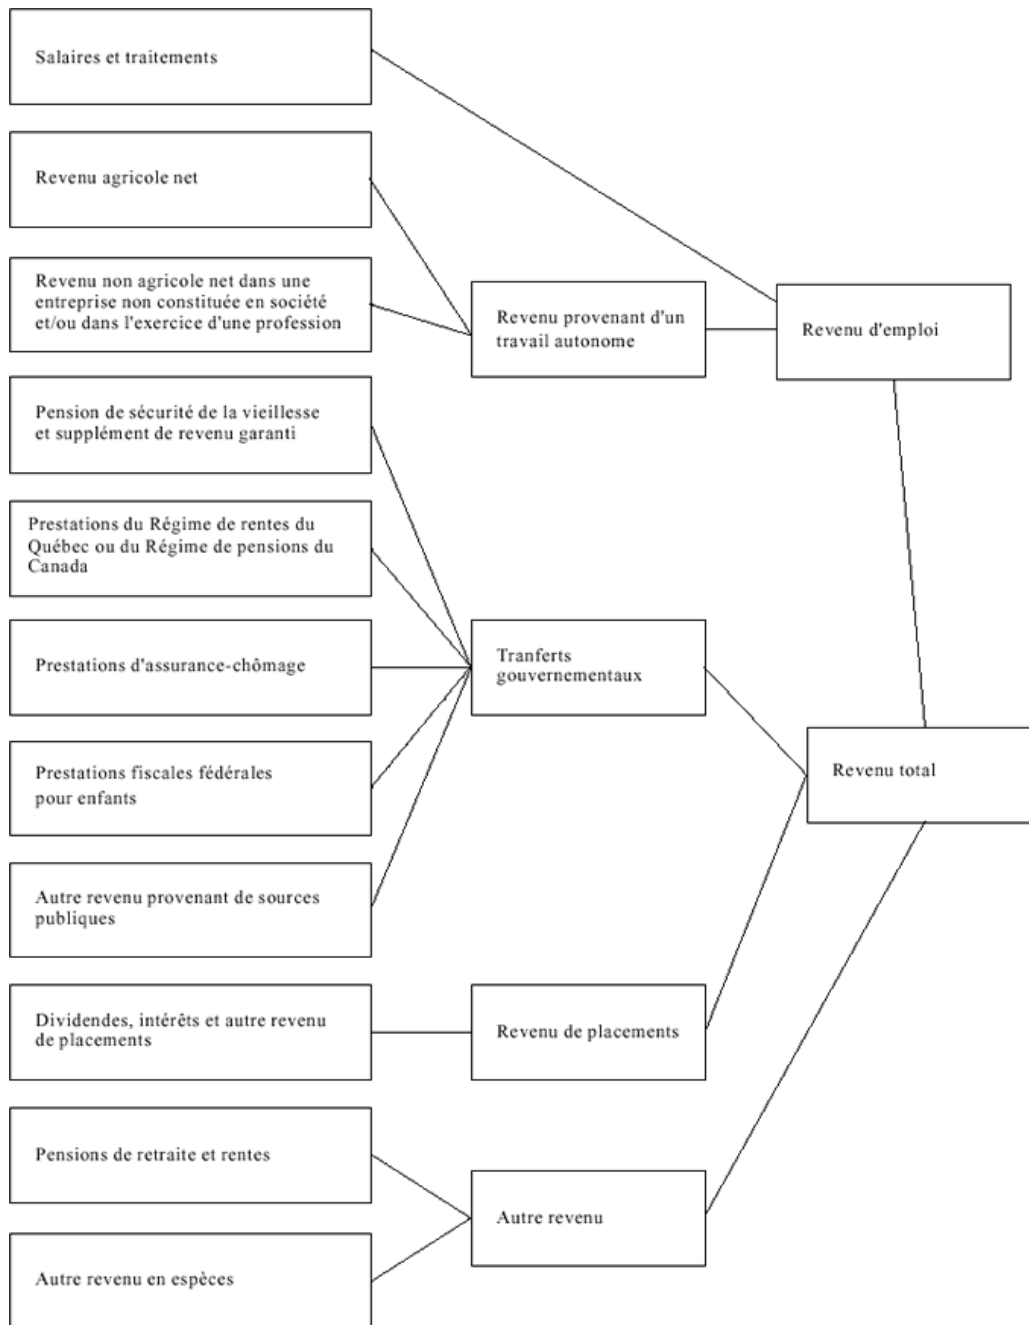 Salaires et traitements
Revenu agricole net
Revenu non agricole net dans une
entreprise non constituée en société
et/ou dans l'exercice d'une profession
Revenu provenant d'un
travail autonome
Revenu d'emploi
Pension de sécurité de la vieillesse
et supplément de revenu garanti
Prestations du Régime de rentes du
Québec ou du Régime de pensions du
Canada
Prestations d'assurance-chômage
Tranferts
gouvernementaux
Prestations fiscales fédérales
pour enfants
Revenu total
Autre revenu provenant de sources
publiques
Dividendes, intérêts et autre revenu
de placements
Revenu de placements
Pensions de retraite et rentes
Autre revenu
Autre revenu en espèces